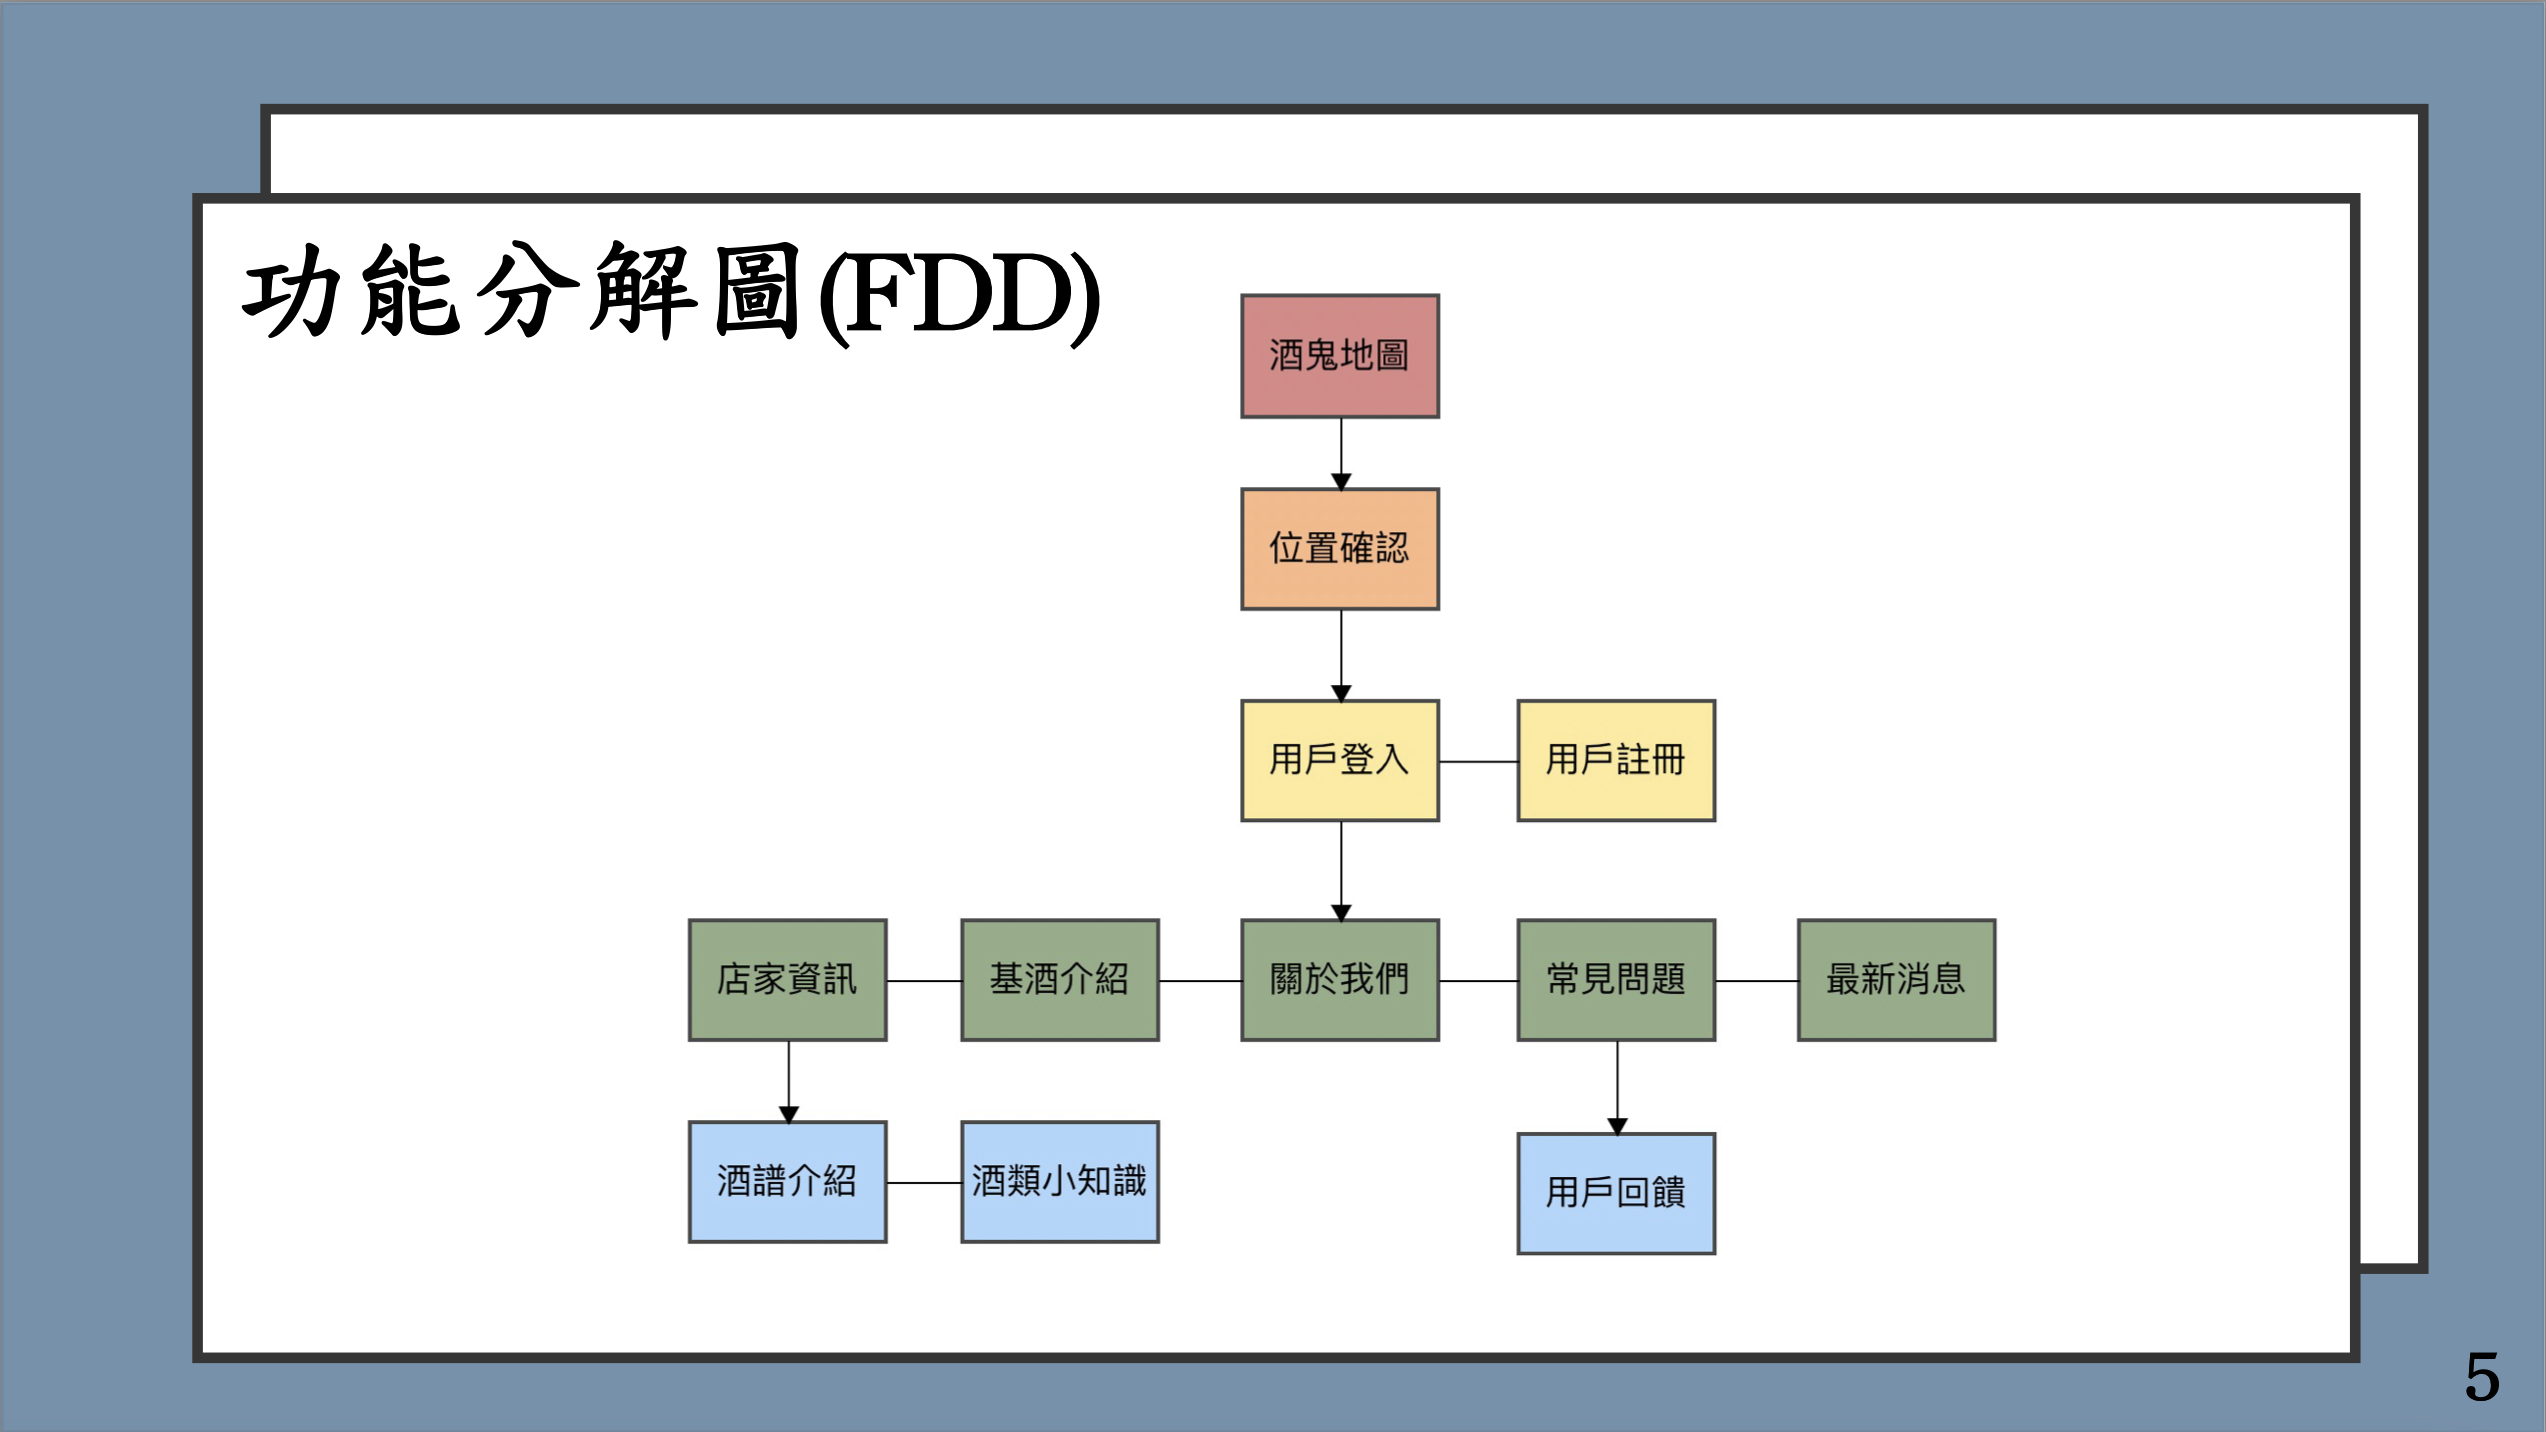 功能分解圖(FDD)
酒鬼地圖
位置確認
用戶登入
用戶註冊
店家資訊
基酒介紹
關於我們
常見問題
最新消息
酒譜介紹
酒類小知識
用戶回饋
5